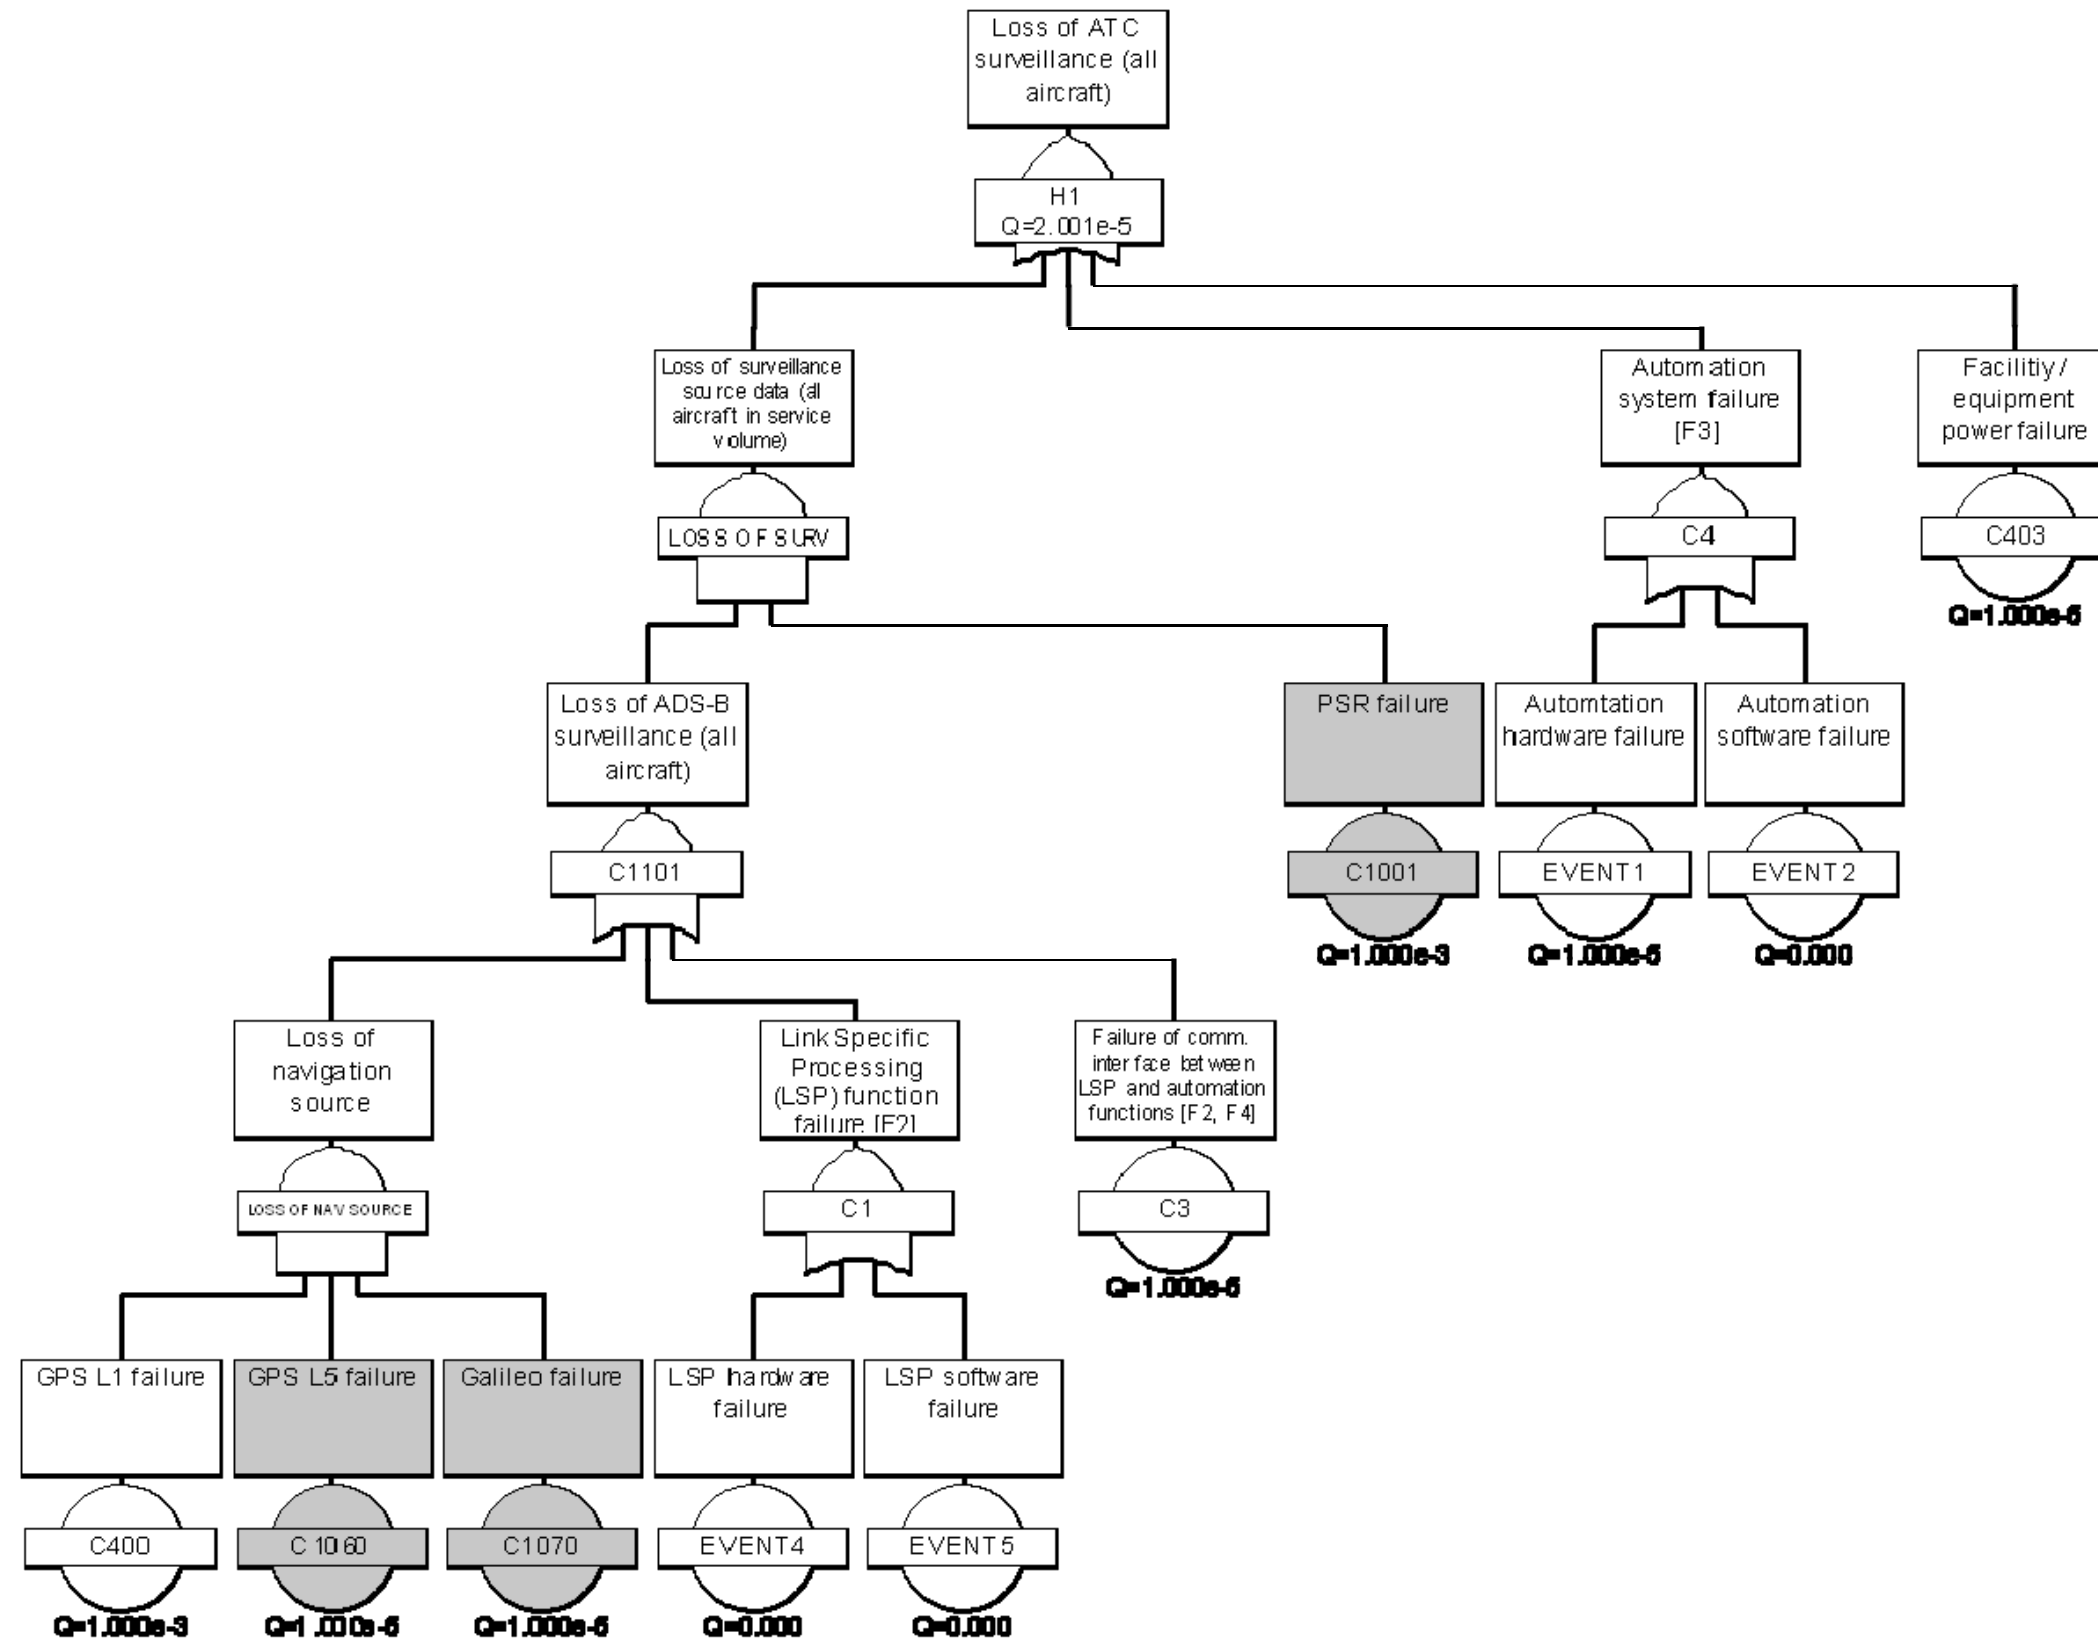 Loss of ATC
surveillance (all
aircraft)
H1
Q=2.001e-5
Loss of surveillance
source data (all
aircraft in service
volume)
LOSS OF SURV
Automation
system failure
[F3]
C4
Facilitiy /
equipment
power failure
C403
Q=1.000e-5
Loss of ADS-B
surveillance (all
aircraft)
C1101
PSR failure
C1001
Q=1.000e-3
Automtation
hardware failure
EVENT1
Q=1.000e-5
Automation
software failure
EVENT2
Q=0.000
Loss of
navigation
source
LOSS OF NAV SOURCE
Link Specific
Processing
(LSP) function
failure [F2]
C1
Failure of comm.
interface between
LSP and automation
functions [F2, F4]
C3
Q=1.000e-5
GPS L1 failure
C400
Q=1.000e-3
GPS L5 failure
C1060
Q=1.000e-5
Galileo failure
C1070
Q=1.000e-5
LSP hardware
failure
EVENT4
Q=0.000
LSP software
failure
EVENT5
Q=0.000